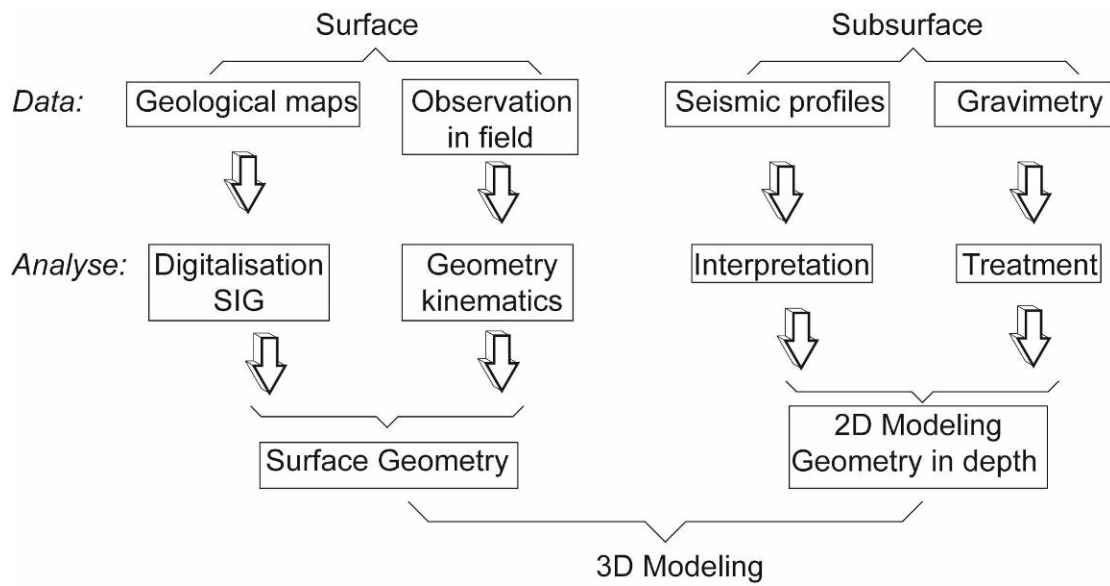 Surface
Subsurface
Data:
Geological maps
Observation
in field
Seismic profiles
Gravimetry
Analyse:
Digitalisation
SIG
Geometry
kinematics
Interpretation
Treatment
Surface Geometry
2D Modeling
Geometry in depth
3D Modeling